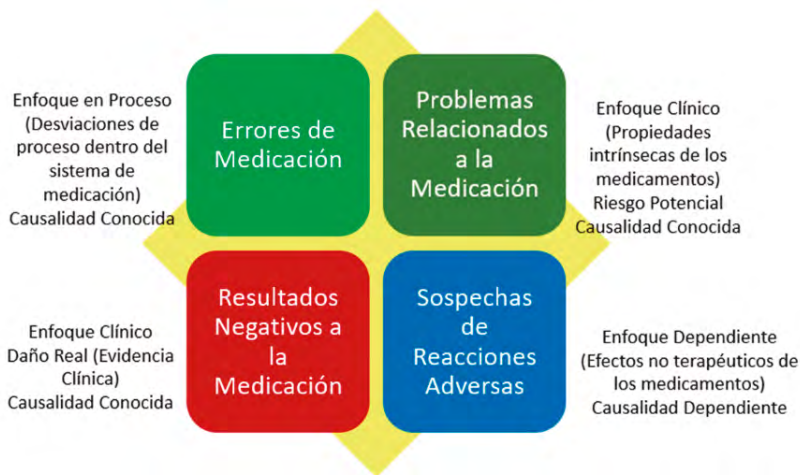 Enfoque en Proceso
(Desviaciones de
proceso dentro del
sistema de
medicación)
Causalidad Conocida
Errores de
Medicación
Problemas
Relacionados
a la
Medicación
Enfoque Clínico
(Propiedades
intrínsecas de los
medicamentos)
Riesgo Potencial
Causalidad Conocida
Enfoque Clínico
Daño Real (Evidencia
Clínica)
Causalidad Conocida
Resultados
Negativos a
la
Medicación
Sospechas
de
Reacciones
Adversas
Enfoque Dependiente
(Efectos no terapéuticos de
los medicamentos)
Causalidad Dependiente